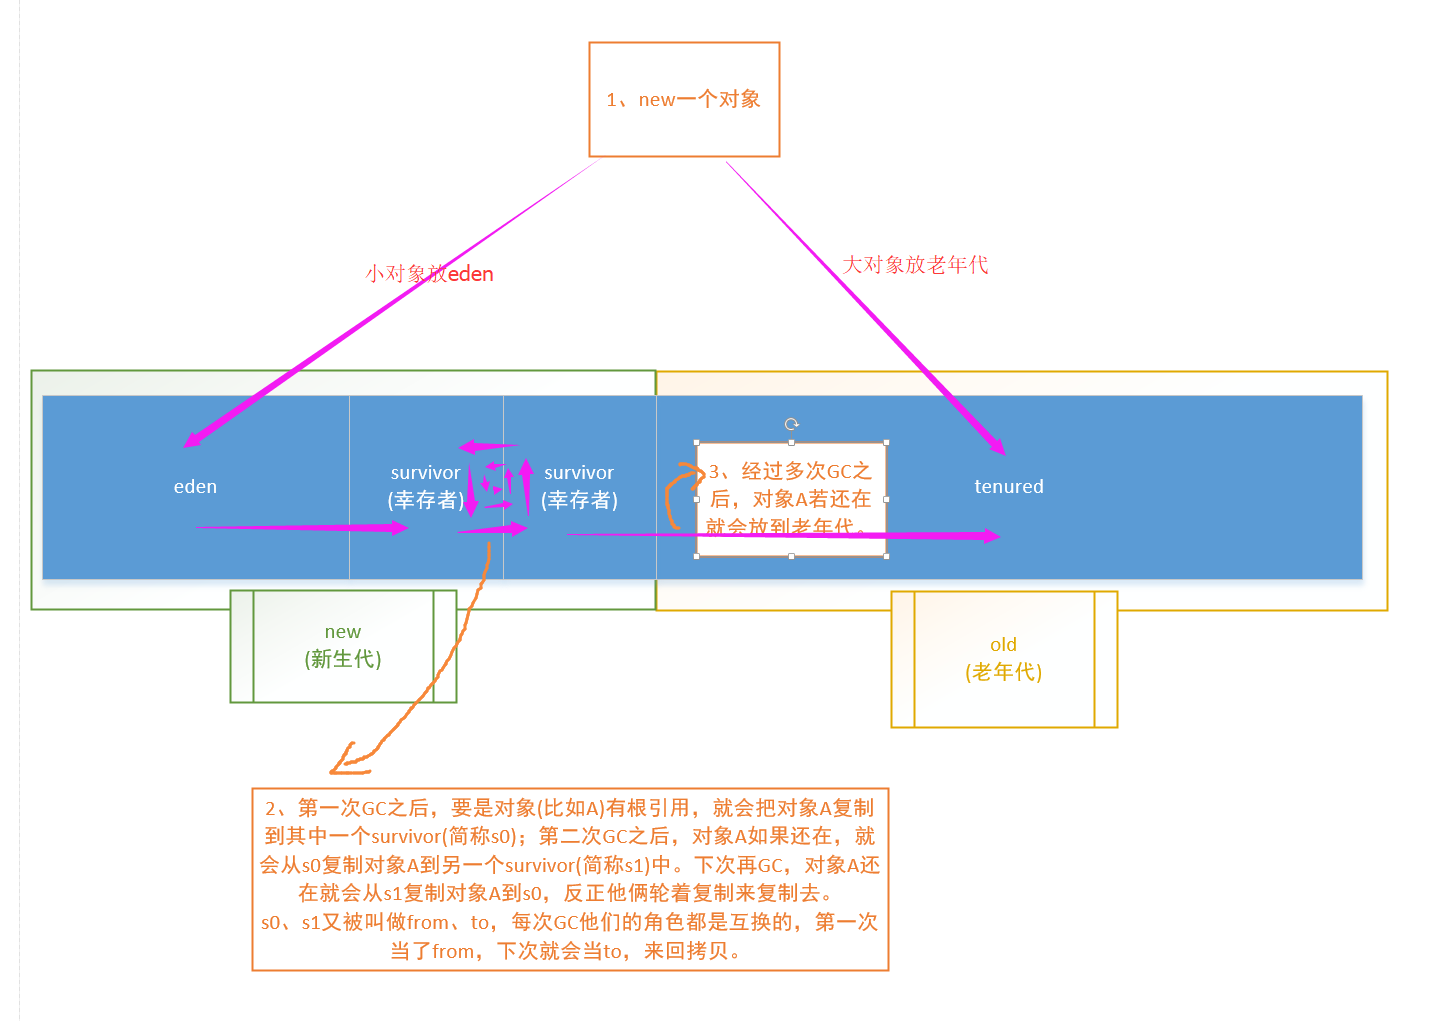 1、new一个对象
小对象放eden
大对象放老年代
eden
survivor
(幸存者)
survivor
(幸存者)
3、经过多次GC之
后，对象A若还在
就会放到老年代。
tenured
new
(新生代)
old
(老年代)
2、第一次GC之后，要是对象(比如A)有根引用，就会把对象A复制
到其中一个survivor(简称s0)；第二次GC之后，对象A如果还在，就
会从s0复制对象A到另一个survivor(简称s1)中。下次再GC，对象A还
在就会从s1复制对象A到s0，反正他俩轮着复制来复制去。
s0、s1又被叫做from、to，每次GC他们的角色都是互换的，第一次
当了from，下次就会当to，来回拷贝。